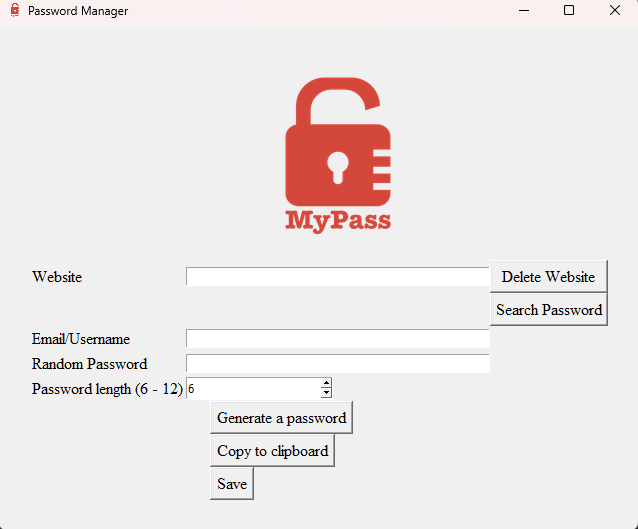 Password Manager
MyPass
Website
Delete Website
Search Password
Email/Username
Random Password
Password length (6 - 12) 6
Generate a password
Copy to clipboard
Save